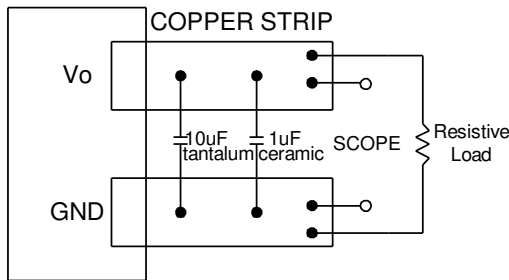 COPPER STRIP
Vo
10uF 1uF
tantalum ceramic
SCOPE
Resistive
Load
GND